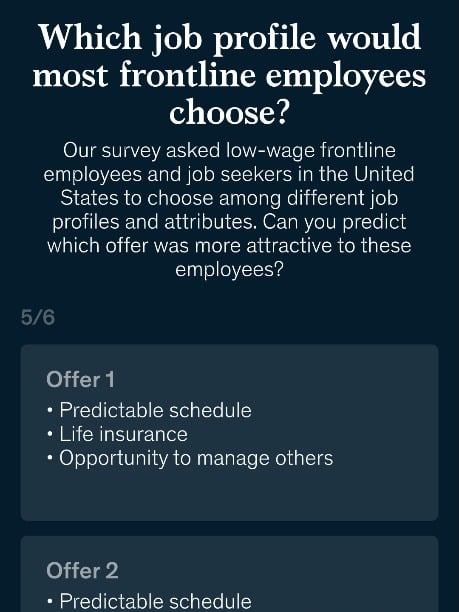 Which job profile would
most frontline employees
choose?
Our survey asked low-wage frontline
employees and job seekers in the United
States to choose among different job
profiles and attributes. Can you predict
which offer was more attractive to these
employees?
5/6
Offer 1
• Predictable schedule
• Life insurance
• Opportunity to manage others
Offer 2
• Predictable schedule